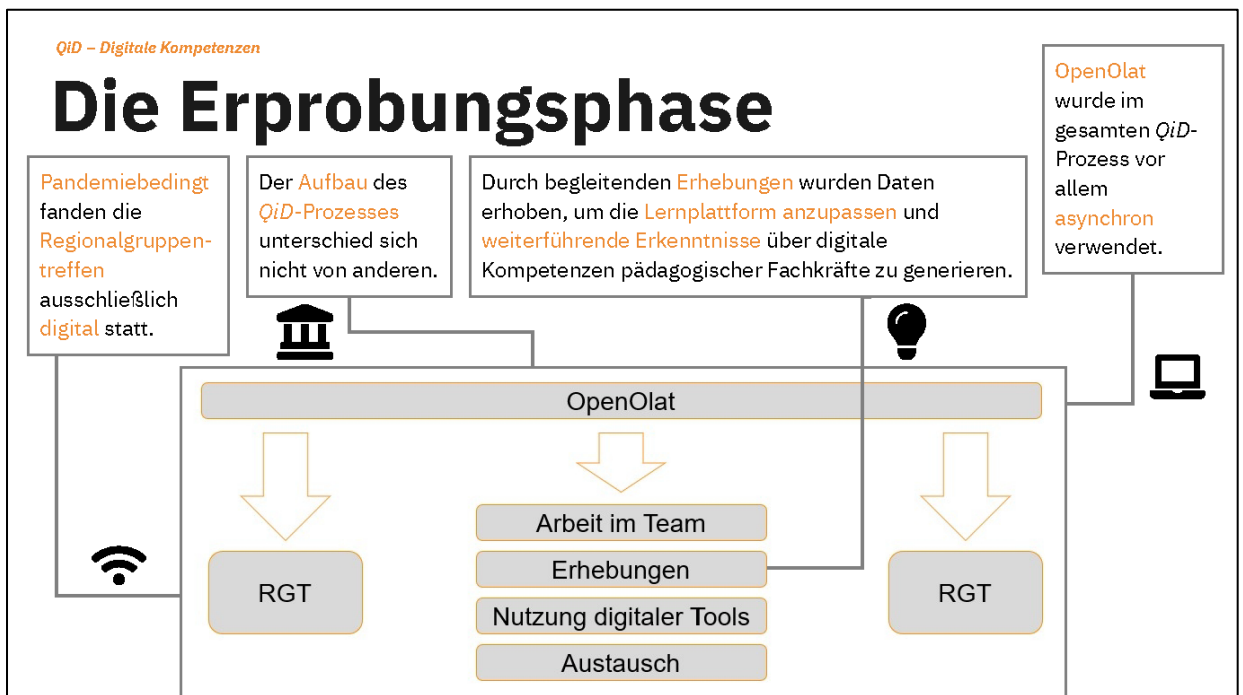 QiD – Digitale Kompetenzen
Die Erprobungsphase
Pandemiebedingt
fanden die
Regionalgruppen-
treffen
ausschließlich
digital statt.
Der Aufbau des
QiD-Prozesses
unterschied sich
nicht von anderen.
Durch begleitenden Erhebungen wurden Daten
erhoben, um die Lernplattform anzupassen und
weiterführende Erkenntnisse über digitale
Kompetenzen pädagogischer Fachkräfte zu generieren.
OpenOlat
wurde im
gesamten QiD-
Prozess vor
allem
asynchron
verwendet.
OpenOlat
RGT
Arbeit im Team
Erhebungen
Nutzung digitaler Tools
Austausch
RGT